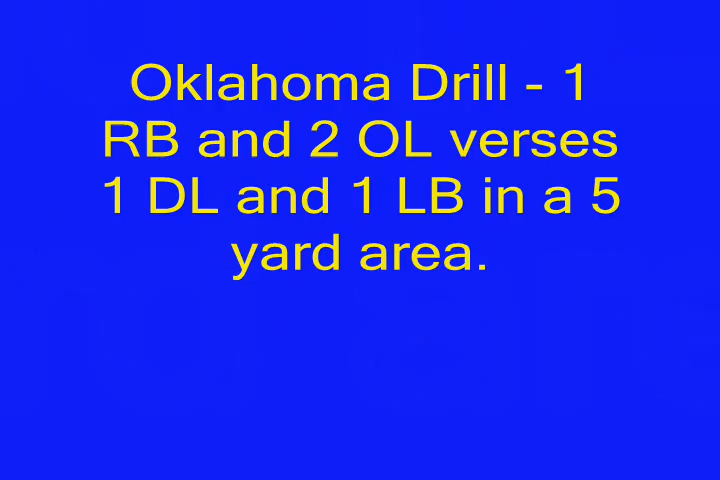 Oklahoma Drill - 1
RB and 2 OL verses
1 DL and 1 LB in a 5
yard area.